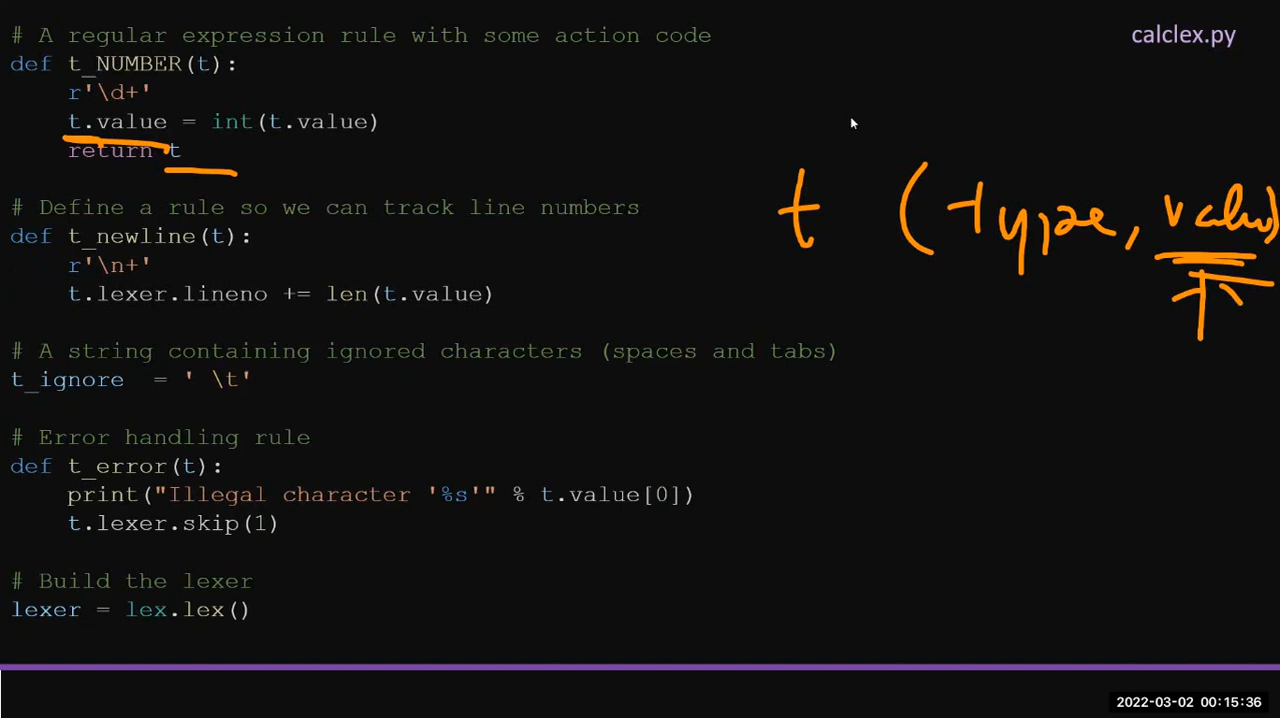 # A regular expression rule with some action code
calclex.py
def t_NUMBER(t):
    r'\d+'
    t.value = int(t.value)
    return t
t (type, value)
# Define a rule so we can track line numbers
def t_newline(t):
    r'\n+'
    t.lexer.lineno += len(t.value)
# A string containing ignored characters (spaces and tabs)
t_ignore  = ' \t'
# Error handling rule
def t_error(t):
    print("Illegal character '%s'" % t.value[0])
    t.lexer.skip(1)
# Build the lexer
lexer = lex.lex()
2022-03-02 00:15:36